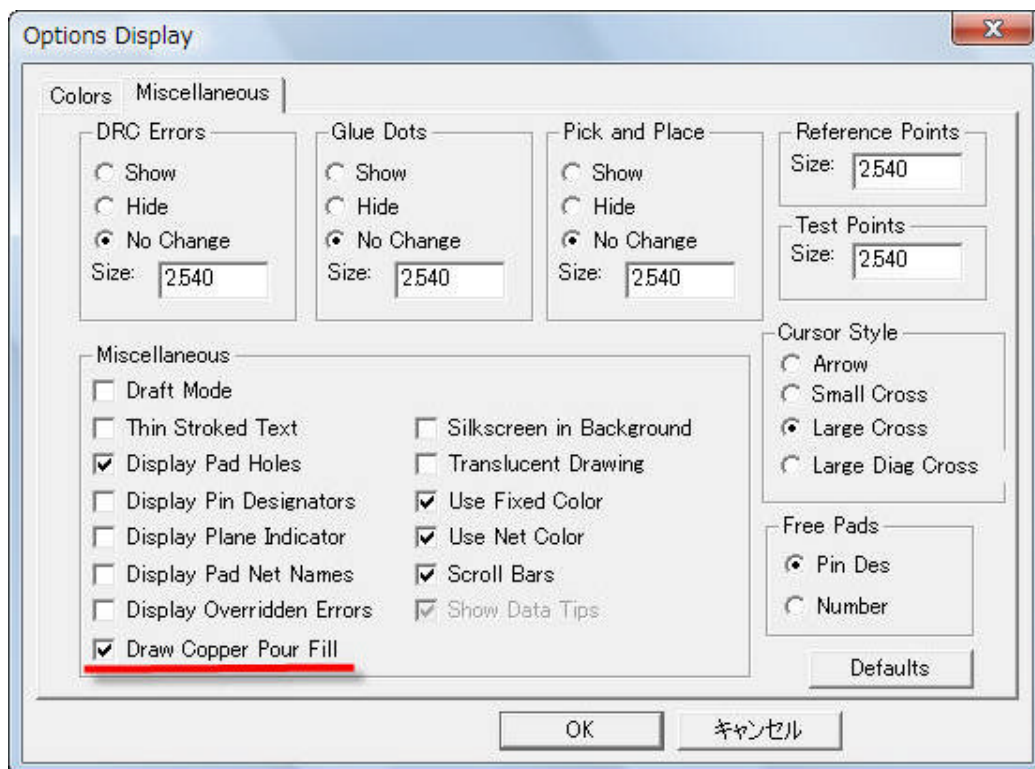 Options Display
Colors Miscellaneous
DRC Errors
Show
Hide
No Change
Size: 2.540
Glue Dots
Show
Hide
No Change
Size: 2.540
Pick and Place
Show
Hide
No Change
Size: 2.540
Reference Points
Size: 2.540
Test Points
Size: 2.540
Miscellaneous
Draft Mode
Thin Stroked Text
Display Pad Holes
Display Pin Designators
Display Plane Indicator
Display Pad Net Names
Display Overridden Errors
Draw Copper Pour Fill
Silkscreen in Background
Translucent Drawing
Use Fixed Color
Use Net Color
Scroll Bars
Show Data Tips
Cursor Style
Arrow
Small Cross
Large Cross
Large Diag Cross
Free Pads
Pin Des
Number
Defaults
OK キャンセル